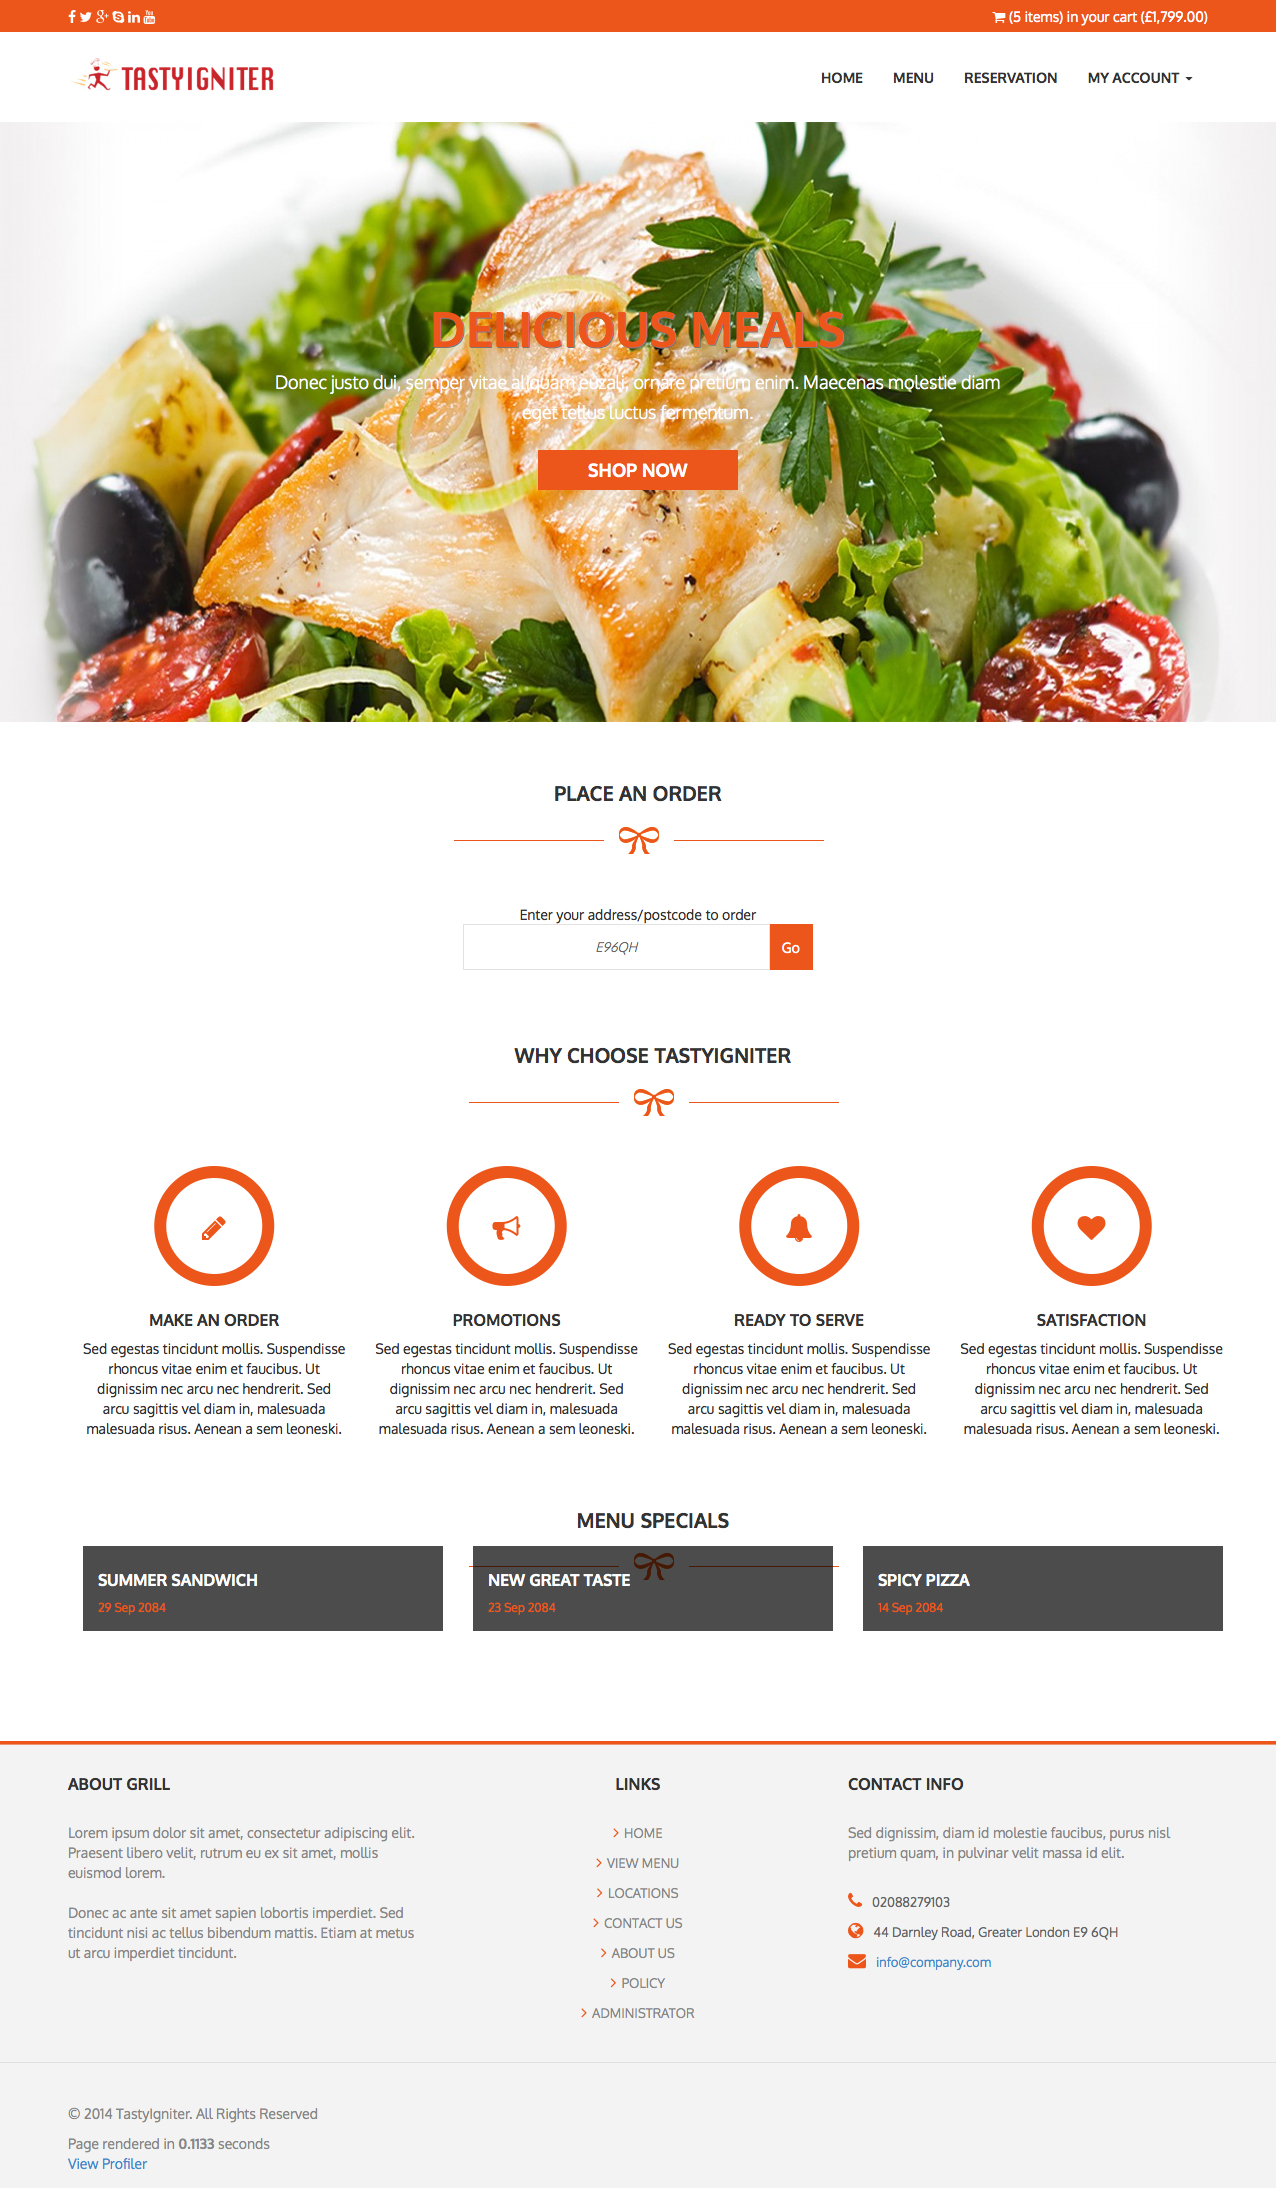 (5 items) in your cart (£1,799.00)
TASTYIGNITER
HOME MENU RESERVATION MY ACCOUNT
DELICIOUS MEALS
Donec justo dui, semper vitae aliquam euzali, ornare pretium enim. Maecenas molestie diam
eget tellus luctus fermentum.
SHOP NOW
PLACE AN ORDER
Enter your address/postcode to order
E96QH
Go
WHY CHOOSE TASTYIGNITER
MAKE AN ORDER
Sed egestas tincidunt mollis. Suspendisse
rhoncus vitae enim et faucibus. Ut
dignissim nec arcu nec hendrerit. Sed
arcu sagittis vel diam in, malesuada
malesuada risus. Aenean a sem leoneski.
PROMOTIONS
Sed egestas tincidunt mollis. Suspendisse
rhoncus vitae enim et faucibus. Ut
dignissim nec arcu nec hendrerit. Sed
arcu sagittis vel diam in, malesuada
malesuada risus. Aenean a sem leoneski.
READY TO SERVE
Sed egestas tincidunt mollis. Suspendisse
rhoncus vitae enim et faucibus. Ut
dignissim nec arcu nec hendrerit. Sed
arcu sagittis vel diam in, malesuada
malesuada risus. Aenean a sem leoneski.
SATISFACTION
Sed egestas tincidunt mollis. Suspendisse
rhoncus vitae enim et faucibus. Ut
dignissim nec arcu nec hendrerit. Sed
arcu sagittis vel diam in, malesuada
malesuada risus. Aenean a sem leoneski.
MENU SPECIALS
SUMMER SANDWICH
29 Sep 2084
NEW GREAT TASTE
23 Sep 2084
SPICY PIZZA
14 Sep 2084
ABOUT GRILL
Lorem ipsum dolor sit amet, consectetur adipiscing elit.
Praesent libero velit, rutrum eu ex sit amet, mollis
euismod lorem.
Donec ac ante sit amet sapien lobortis imperdiet. Sed
tincidunt nisi ac tellus bibendum mattis. Etiam at metus
ut arcu imperdiet tincidunt.
LINKS
HOME
VIEW MENU
LOCATIONS
CONTACT US
ABOUT US
POLICY
ADMINISTRATOR
CONTACT INFO
Sed dignissim, diam id molestie faucibus, purus nisl
pretium quam, in pulvinar velit massa id elit.
02088279103
44 Darnley Road, Greater London E9 6QH
info@company.com
© 2014 TastyIgniter. All Rights Reserved
Page rendered in 0.1133 seconds
View Profiler